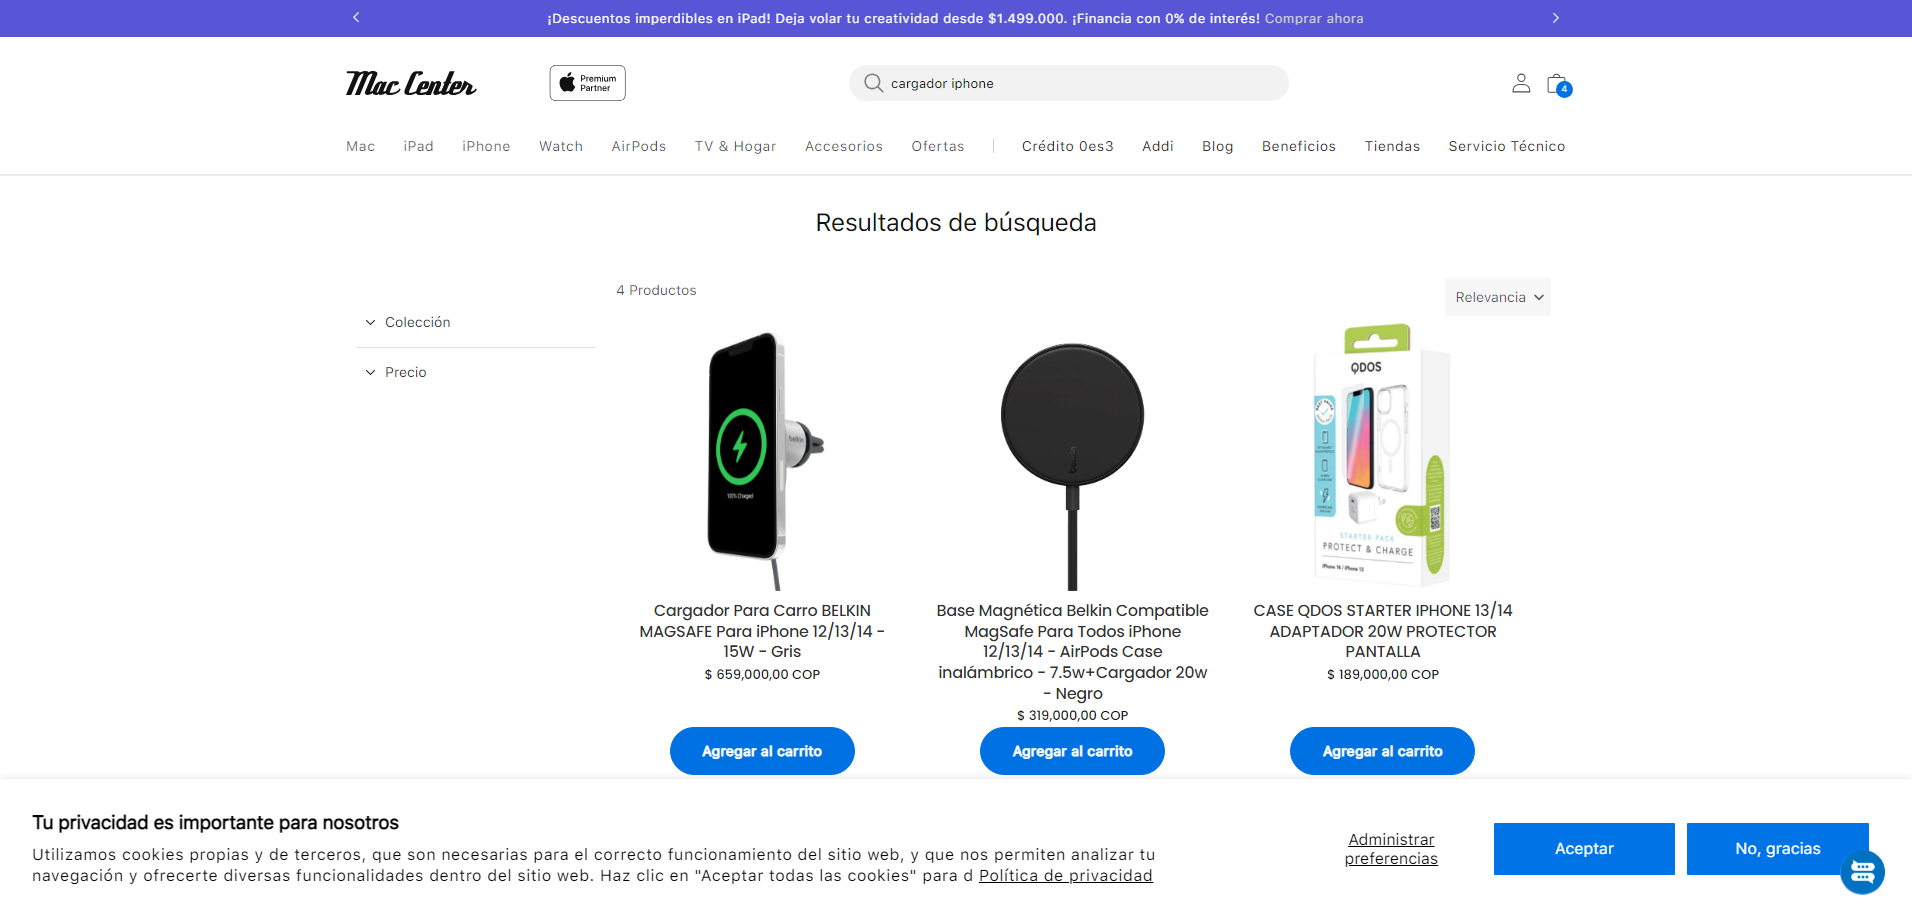 ¡Descuentos imperdibles en iPad! Deja volar tu creatividad desde $1.499.000. ¡Financia con 0% de interés! Comprar ahora
Mac Center
Premium
Partner
cargador iphone
4
Mac iPad iPhone Watch AirPods TV & Hogar Accesorios Ofertas Crédito 0es3 Addi Blog Beneficios Tiendas Servicio Técnico
Resultados de búsqueda
4 Productos
Relevancia
Colección
Precio
belkin
100% Charged
belkin
QDOS
STARTER PACK
PROTECT & CHARGE
iPhone 14 / iPhone 13
Cargador Para Carro BELKIN
MAGSAFE Para iPhone 12/13/14 -
15W - Gris
$ 659,000,00 COP
Agregar al carrito
Base Magnética Belkin Compatible
MagSafe Para Todos iPhone
12/13/14 - AirPods Case
inalámbrico - 7.5w+Cargador 20w
- Negro
$ 319,000,00 COP
Agregar al carrito
CASE QDOS STARTER IPHONE 13/14
ADAPTADOR 20W PROTECTOR
PANTALLA
$ 189,000,00 COP
Agregar al carrito
Tu privacidad es importante para nosotros
Utilizamos cookies propias y de terceros, que son necesarias para el correcto funcionamiento del sitio web, y que nos permiten analizar tu
navegación y ofrecerte diversas funcionalidades dentro del sitio web. Haz clic en "Aceptar todas las cookies" para d Política de privacidad
Administrar
preferencias
Aceptar
No, gracias